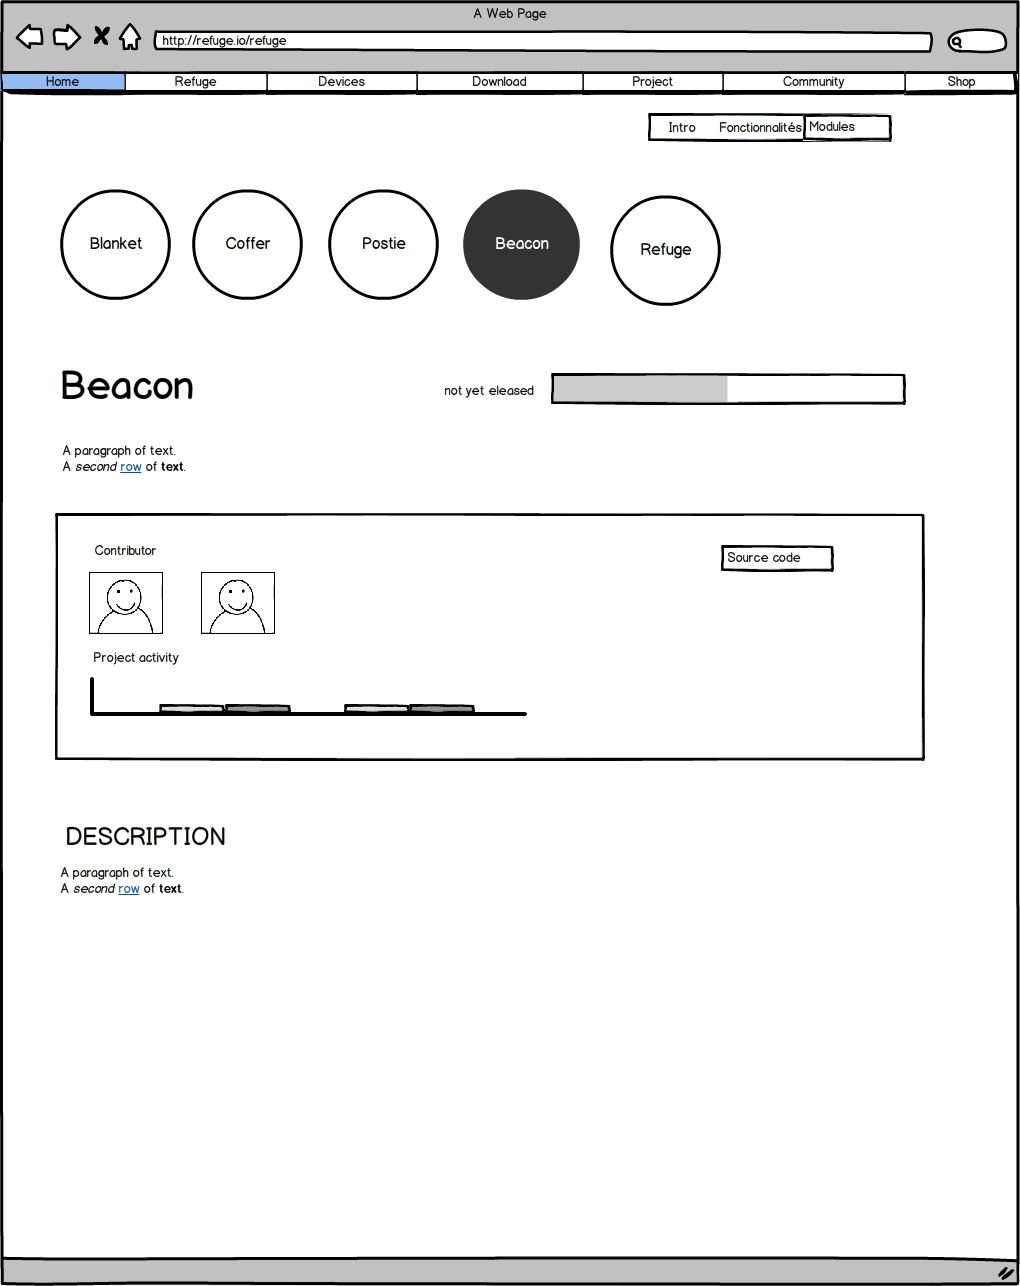 A Web Page
http://refuge.io/refuge
Home Refuge Devices Download Project Community Shop
Intro Fonctionnalités Modules
Blanket Coffer Postie Beacon Refuge
Beacon
not yet eleased
A paragraph of text.
A second row of text.
Contributor
Source code
Project activity
DESCRIPTION
A paragraph of text.
A second row of text.